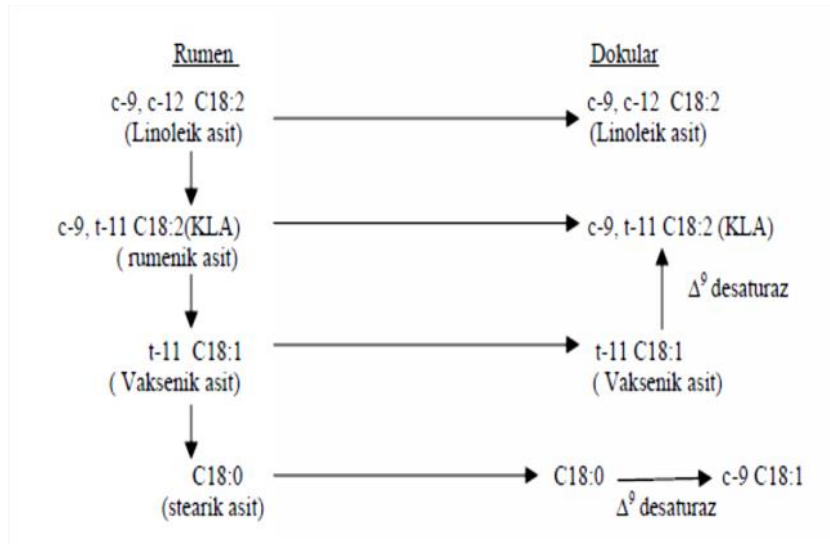 Rumen
Dokular
c-9, c-12 C18:2
(Linoleik asit)
c-9, c-12 C18:2
(Linoleik asit)
c-9, t-11 C18:2(KLA)
( rumenik asit)
c-9, t-11 C18:2 (KLA)
Δ⁹ desaturaz
t-11 C18:1
( Vaksenik asit)
t-11 C18:1
( Vaksenik asit)
C18:0
(stearik asit)
C18:0
c-9 C18:1
Δ⁹ desaturaz